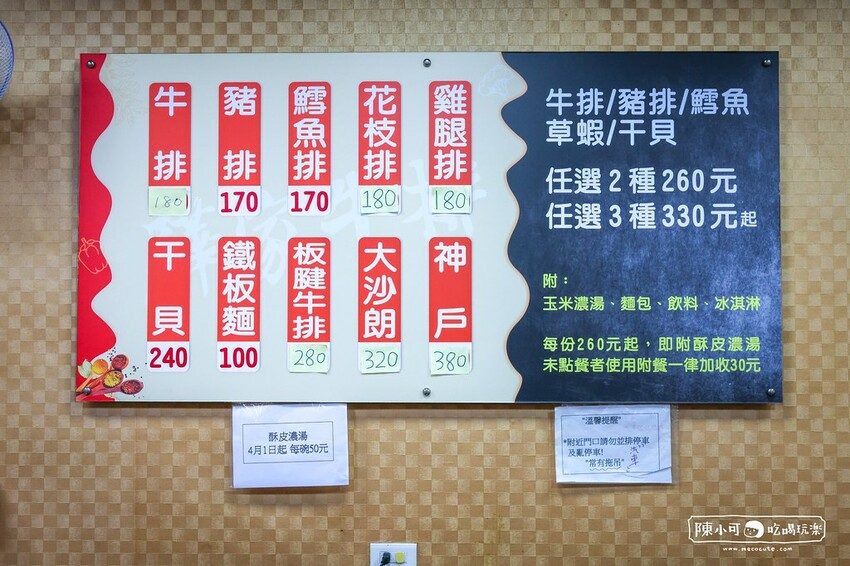 牛排
180
豬排
170
鱈魚排
170
花枝排
180
雞腿排
180
干貝
240
鐵板麵
100
板腱牛排
280
大沙朗
320
神戶
380
牛排/豬排/鱈魚
草蝦/干貝
任選2種260元
任選3種330元起
附：
玉米濃湯、麵包、飲料、冰淇淋
每份260元起，即附酥皮濃湯
未點餐者使用附餐一律加收30元
酥皮濃湯
4月1日起 每碗50元
"溫馨提醒"
*附近門口請勿並排停車
及亂停車!
"常有拖吊"
陳小可 吃喝玩樂
www.macocute.com